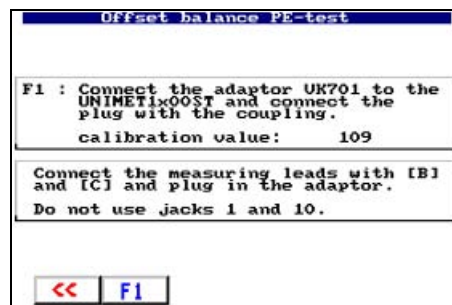 Offset balance PE-test
F1 : Connect the adaptor VK701 to the
UNIMET1x00ST and connect the
plug with the coupling.
calibration value: 109
Connect the measuring leads with [B]
and [C] and plug in the adaptor.
Do not use jacks 1 and 10.
<< F1